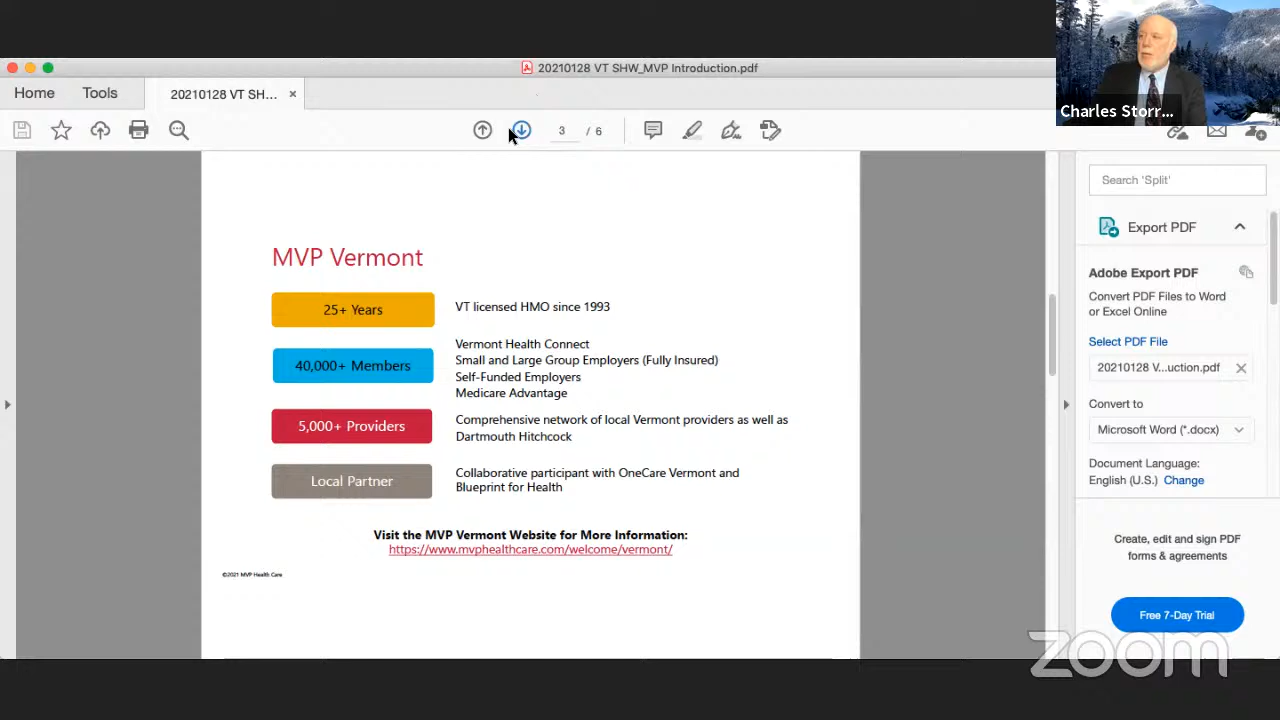 20210128 VT SHW_MVP Introduction.pdf
Charles Storr...
Home
Tools
20210128 VT SH...
3
/ 6
MVP Vermont
25+ Years
VT licensed HMO since 1993
40,000+ Members
Vermont Health Connect
Small and Large Group Employers (Fully Insured)
Self-Funded Employers
Medicare Advantage
5,000+ Providers
Comprehensive network of local Vermont providers as well as
Dartmouth Hitchcock
Local Partner
Collaborative participant with OneCare Vermont and
Blueprint for Health
Visit the MVP Vermont Website for More Information:
https://www.mvphealthcare.com/welcome/vermont/
©2021 MVP Health Care
Search 'Split'
Export PDF
Adobe Export PDF
Convert PDF Files to Word
or Excel Online
Select PDF File
20210128 V...uction.pdf
Convert to
Microsoft Word (*.docx)
Document Language:
English (U.S.) Change
Create, edit and sign PDF
forms & agreements
Free 7-Day Trial
zoom